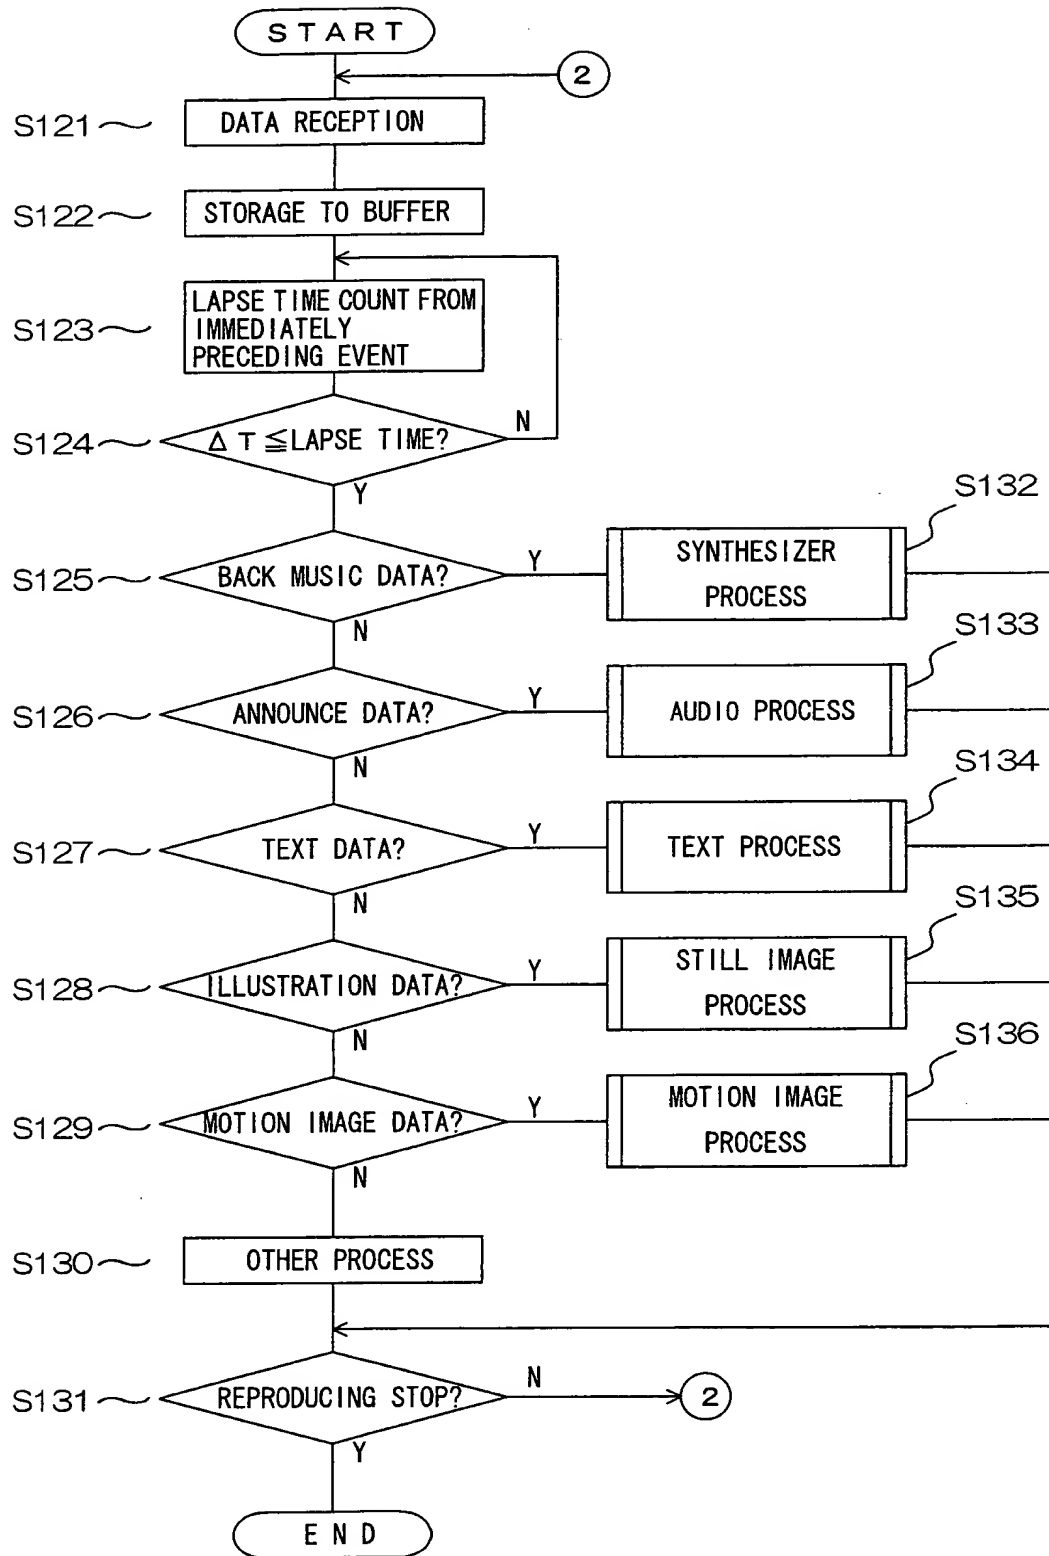 START
2
S121
DATA RECEPTION
S122
STORAGE TO BUFFER
S123
LAPSE TIME COUNT FROM
IMMEDIATELY
PRECEDING EVENT
S124
Δ T ≦LAPSE TIME?
N
Y
S125
BACK MUSIC DATA?
Y
N
SYNTHESIZER
PROCESS
S132
S126
ANNOUNCE DATA?
Y
N
AUDIO PROCESS
S133
S127
TEXT DATA?
Y
N
TEXT PROCESS
S134
S128
ILLUSTRATION DATA?
Y
N
STILL IMAGE
PROCESS
S135
S129
MOTION IMAGE DATA?
Y
N
MOTION IMAGE
PROCESS
S136
S130
OTHER PROCESS
S131
REPRODUCING STOP?
N
2
Y
END